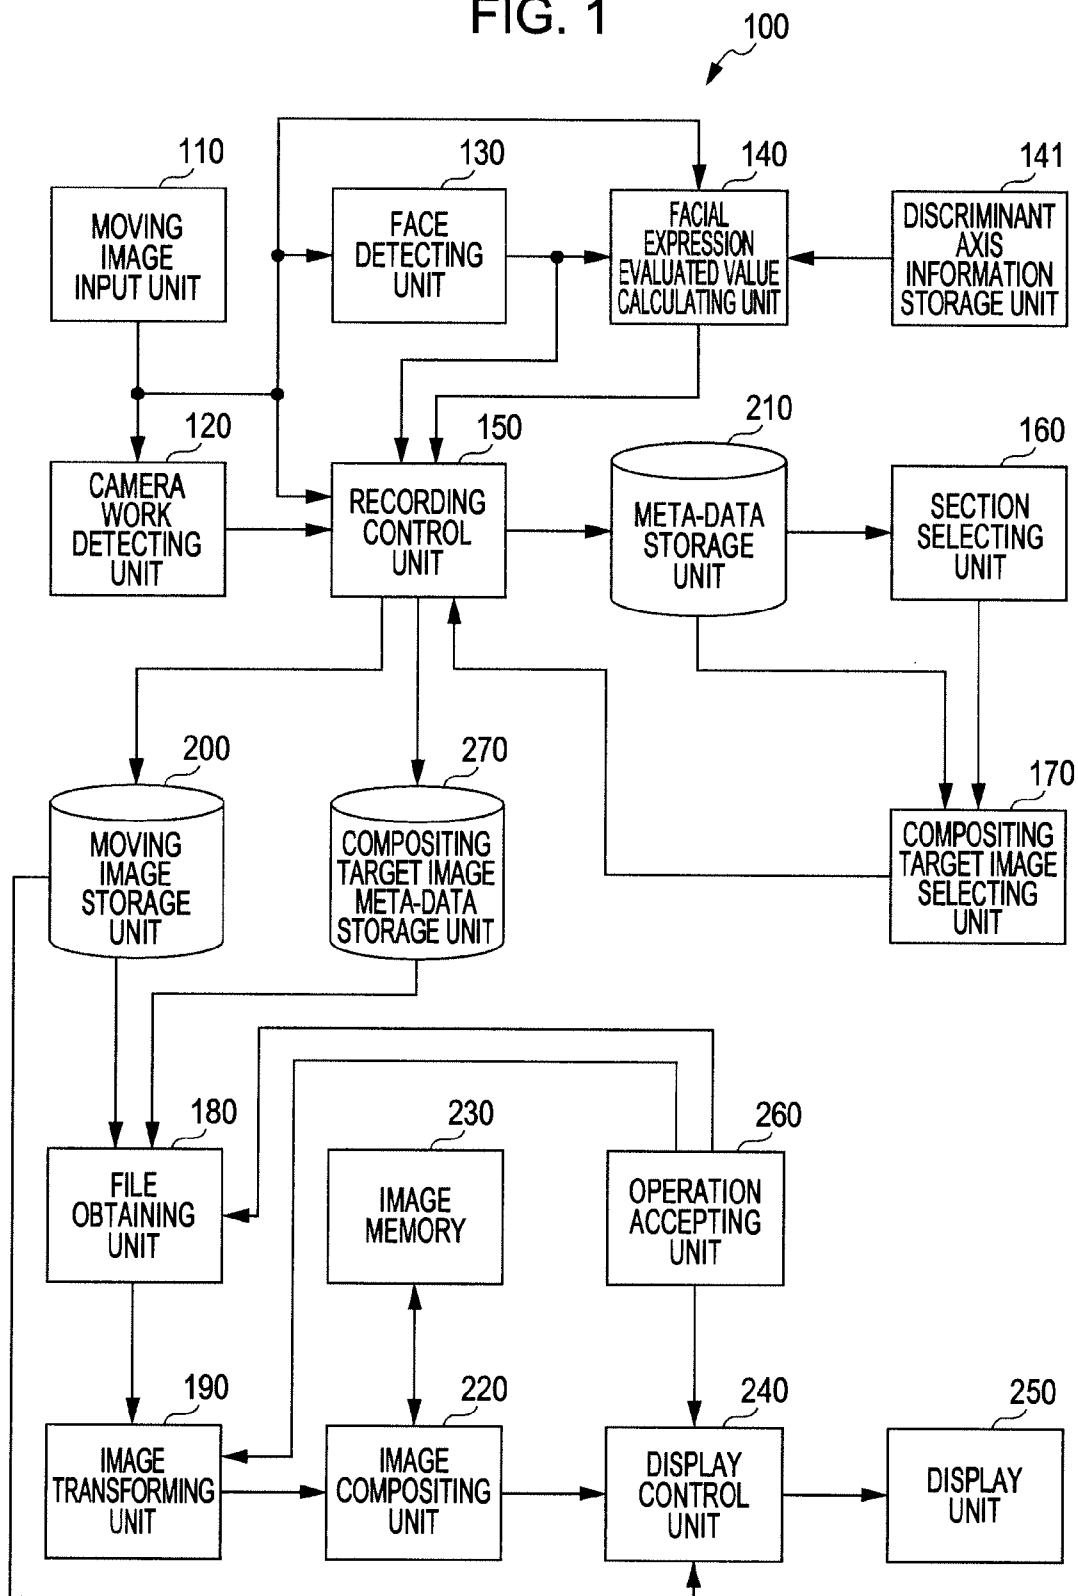 FIG. 1
100
110
MOVING
IMAGE
INPUT UNIT
130
FACE
DETECTING
UNIT
140
FACIAL
EXPRESSION
EVALUATED VALUE
CALCULATING UNIT
141
DISCRIMINANT
AXIS
INFORMATION
STORAGE UNIT
120
CAMERA
WORK
DETECTING
UNIT
150
RECORDING
CONTROL
UNIT
210
META-DATA
STORAGE
UNIT
160
SECTION
SELECTING
UNIT
200
MOVING
IMAGE
STORAGE
UNIT
270
COMPOSITING
TARGET IMAGE
META-DATA
STORAGE UNIT
170
COMPOSITING
TARGET IMAGE
SELECTING
UNIT
180
FILE
OBTAINING
UNIT
230
IMAGE
MEMORY
260
OPERATION
ACCEPTING
UNIT
190
IMAGE
TRANSFORMING
UNIT
220
IMAGE
COMPOSITING
UNIT
240
DISPLAY
CONTROL
UNIT
250
DISPLAY
UNIT